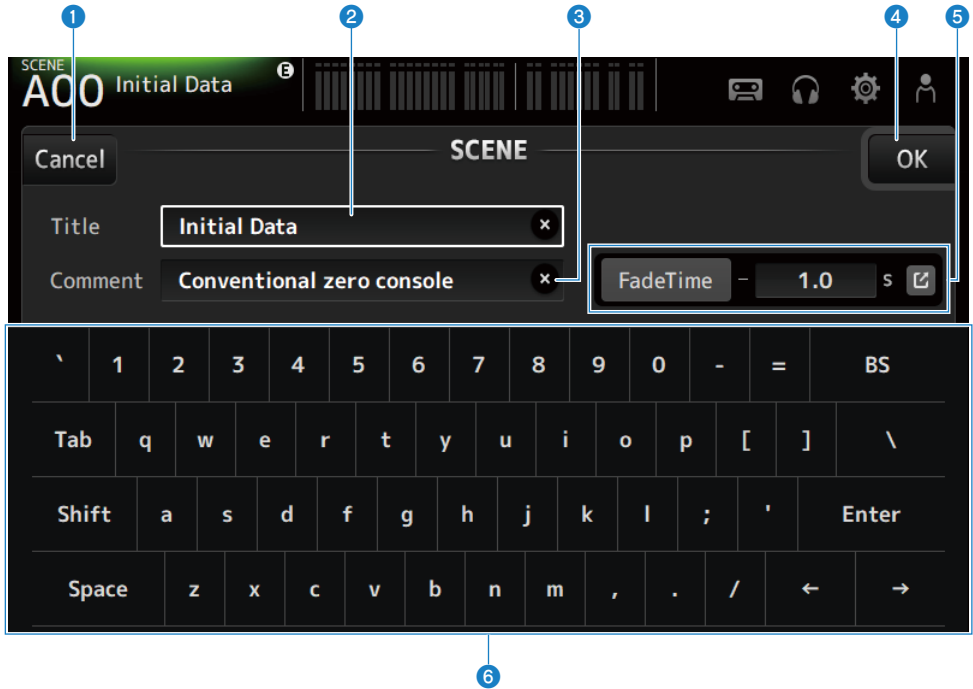 1 2 3 4 5
SCENE
A00 Initial Data E
Cancel SCENE OK
Title Initial Data ×
Comment Conventional zero console × FadeTime – 1.0 s
` 1 2 3 4 5 6 7 8 9 0 - = BS
Tab q w e r t y u i o p [ ] \
Shift a s d f g h j k l ; ' Enter
Space z x c v b n m , . / ← →
6